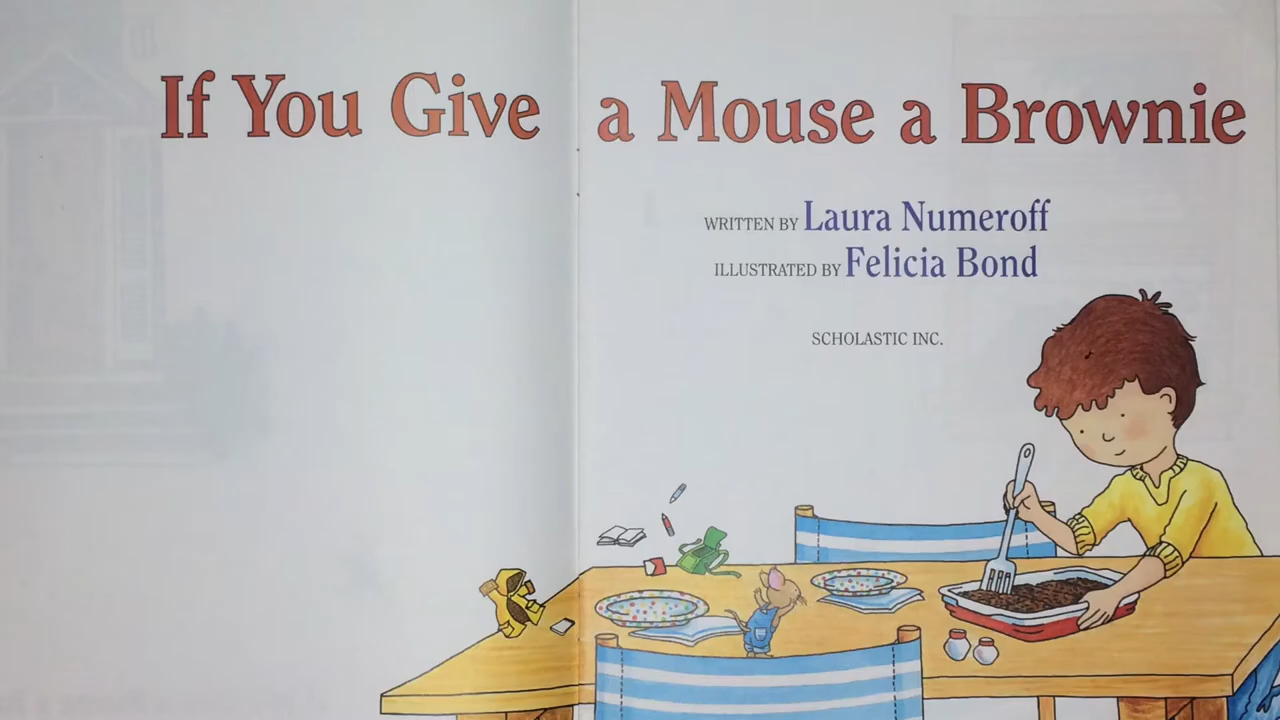 If You Give a Mouse a Brownie
WRITTEN BY Laura Numeroff
ILLUSTRATED BY Felicia Bond
SCHOLASTIC INC.